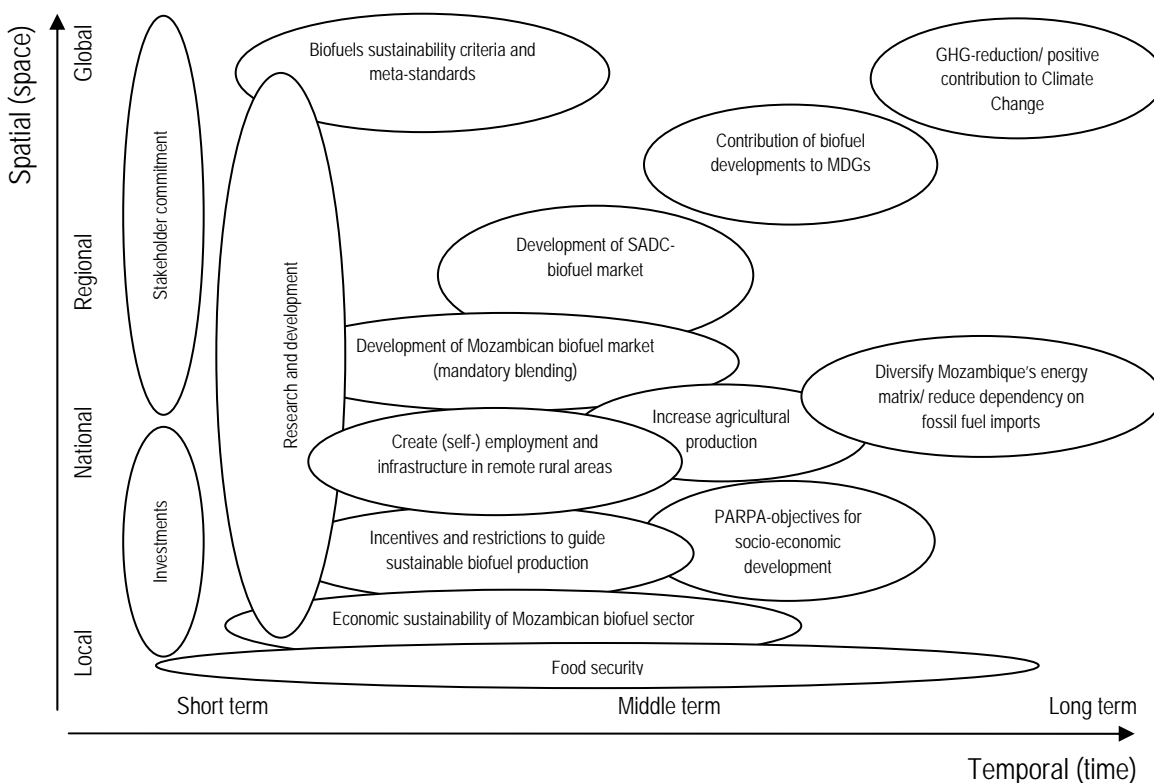 Spatial (space)
Global
Regional
National
Local
Stakeholder commitment
Investments
Research and development
Biofuels sustainability criteria and
meta-standards
GHG-reduction/ positive
contribution to Climate
Change
Contribution of biofuel
developments to MDGs
Development of SADC-
biofuel market
Development of Mozambican biofuel market
(mandatory blending)
Diversify Mozambique's energy
matrix/ reduce dependency on
fossil fuel imports
Increase agricultural
production
Create (self-) employment and
infrastructure in remote rural areas
PARPA-objectives for
socio-economic
development
Incentives and restrictions to guide
sustainable biofuel production
Economic sustainability of Mozambican biofuel sector
Food security
Short term
Middle term
Long term
Temporal (time)